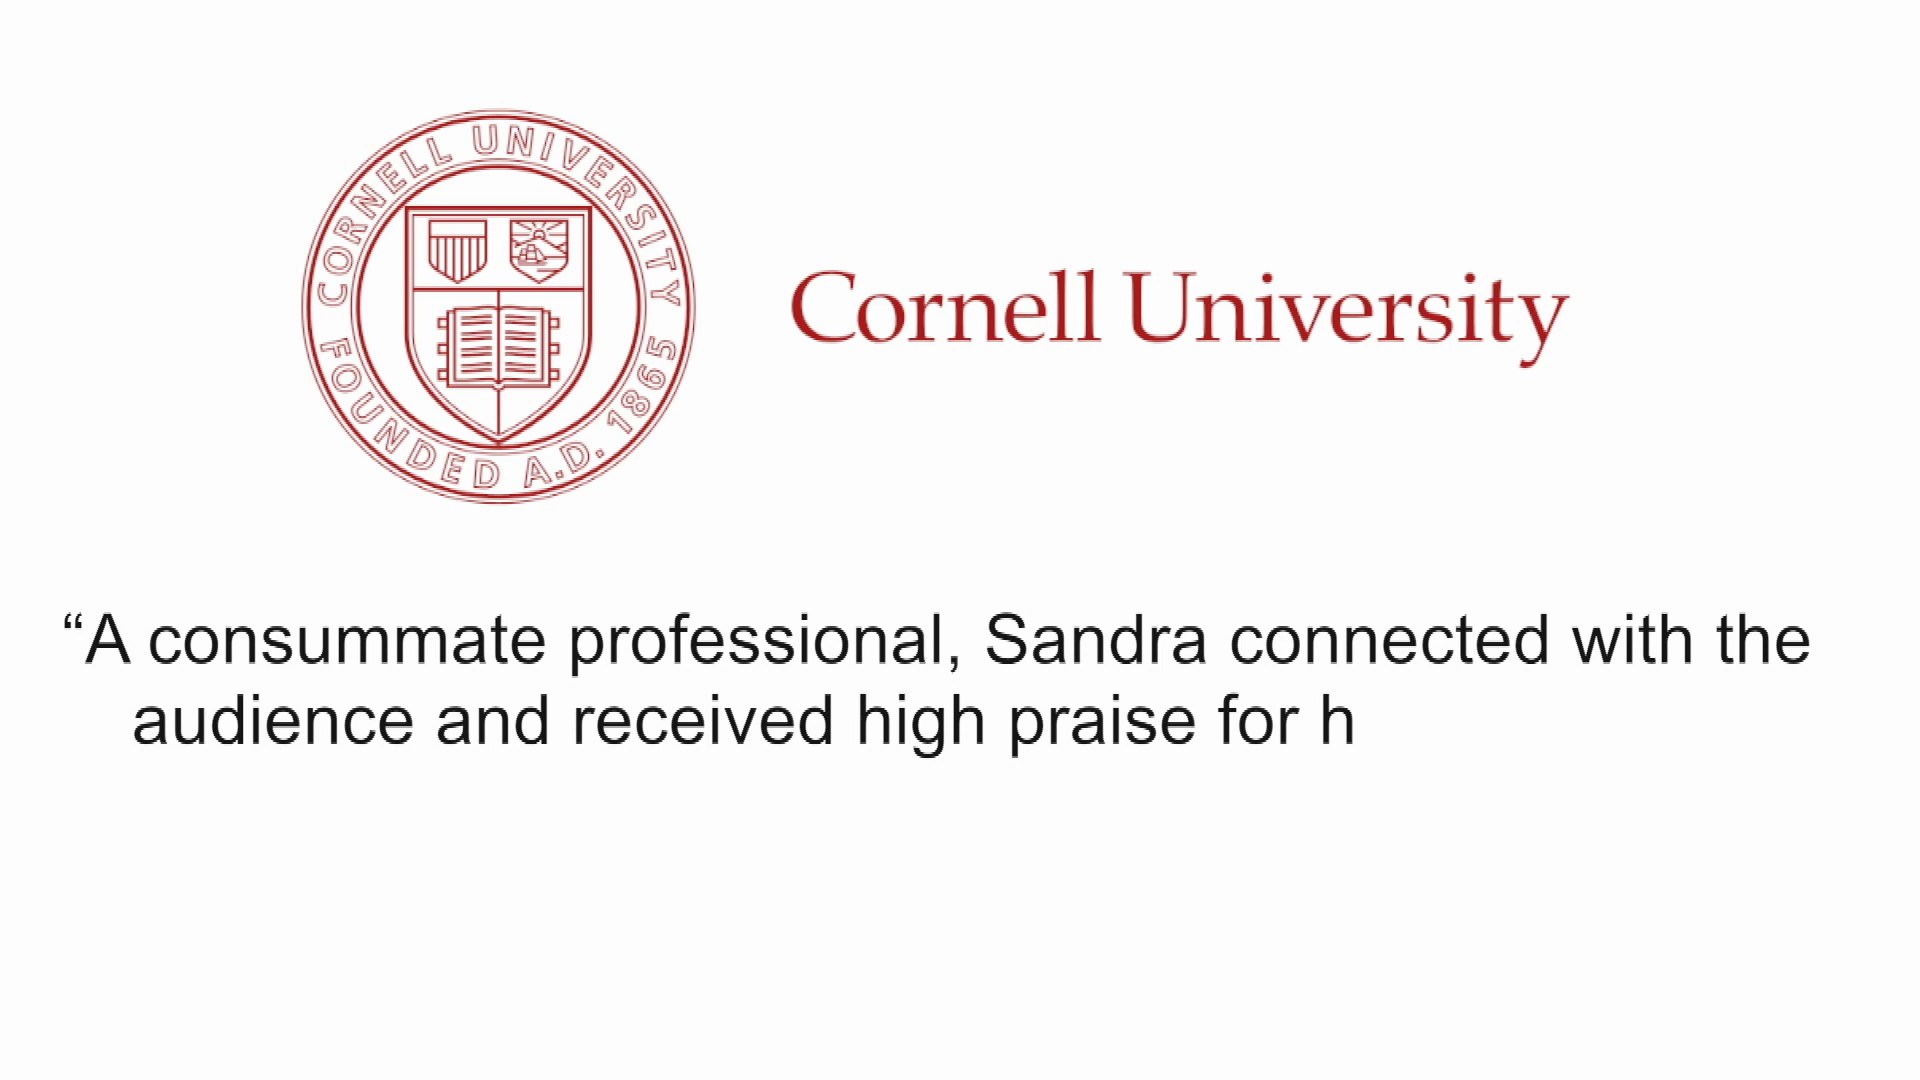 CORNELL UNIVERSITY
FOUNDED A.D. 1865
Cornell University
“A consummate professional, Sandra connected with the
audience and received high praise for h